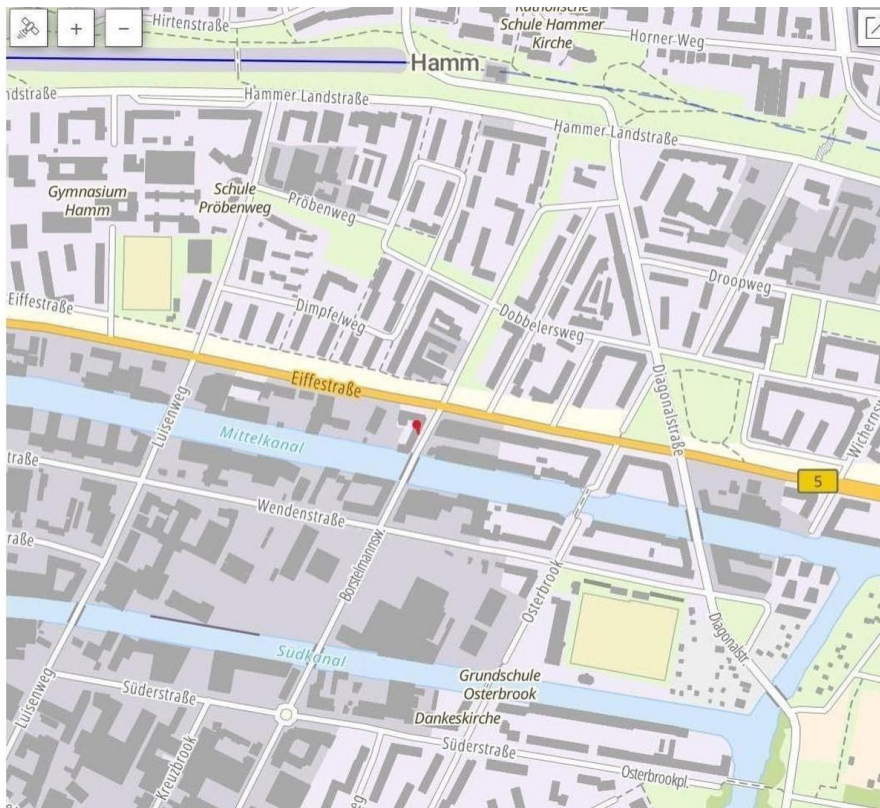 Hirtenstraße
Katholische
Schule Hammer
Kirche
Horner Weg
+
−
Hamm
ndstraße
Hammer Landstraße
Hammer Landstraße
Gymnasium
Hamm
Schule
Pröbenweg
Pröbenweg
Droopweg
Eiffestraße
Dimpfelweg
Dobbelersweg
Eiffestraße
Diagonalstraße
Luisenweg
Mittelkanal
Wichernsw
traße
5
Wendenstraße
raße
Borstelmannsw.
Osterbrook
Diagonalstr.
Südkanal
Grundschule
Osterbrook
Luisenweg
Süderstraße
Dankeskirche
Kreuzbrook
Süderstraße
Osterbrookpl.